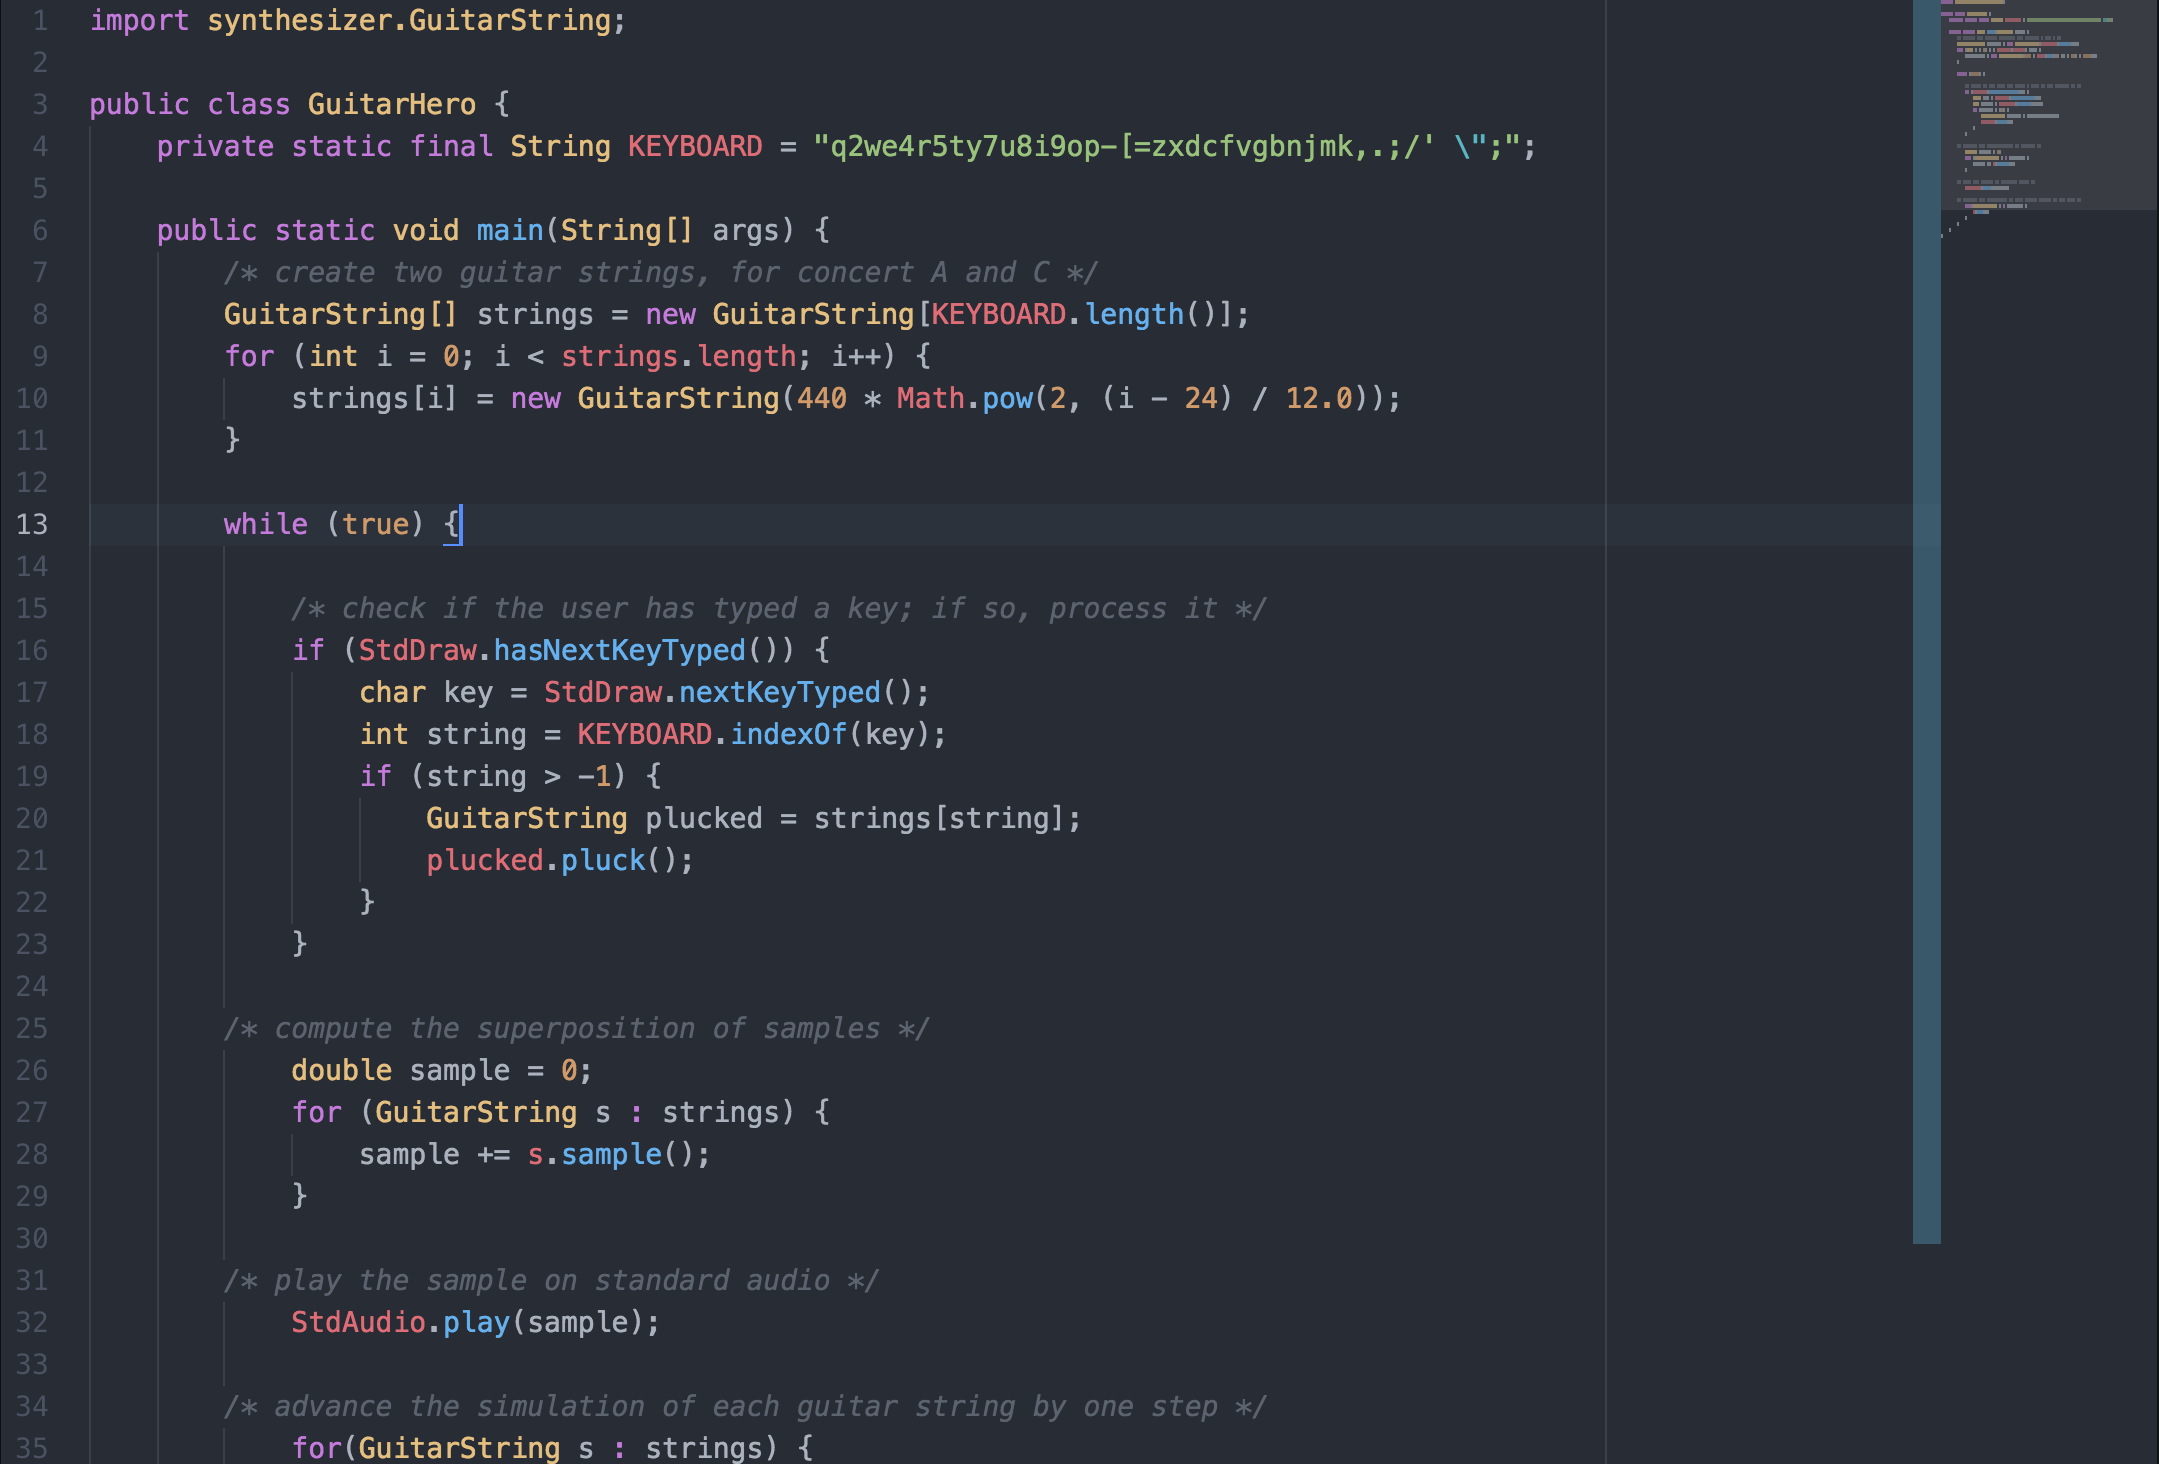 1 import synthesizer.GuitarString;
2
3 public class GuitarHero {
4     private static final String KEYBOARD = "q2we4r5ty7u8i9op-[=zxdcfvgbnjmk,.;/' \";";
5
6     public static void main(String[] args) {
7         /* create two guitar strings, for concert A and C */
8         GuitarString[] strings = new GuitarString[KEYBOARD.length()];
9         for (int i = 0; i < strings.length; i++) {
10             strings[i] = new GuitarString(440 * Math.pow(2, (i - 24) / 12.0));
11         }
12
13         while (true) {
14
15             /* check if the user has typed a key; if so, process it */
16             if (StdDraw.hasNextKeyTyped()) {
17                 char key = StdDraw.nextKeyTyped();
18                 int string = KEYBOARD.indexOf(key);
19                 if (string > -1) {
20                     GuitarString plucked = strings[string];
21                     plucked.pluck();
22                 }
23             }
24
25         /* compute the superposition of samples */
26             double sample = 0;
27             for (GuitarString s : strings) {
28                 sample += s.sample();
29             }
30
31         /* play the sample on standard audio */
32             StdAudio.play(sample);
33
34         /* advance the simulation of each guitar string by one step */
35             for(GuitarString s : strings) {